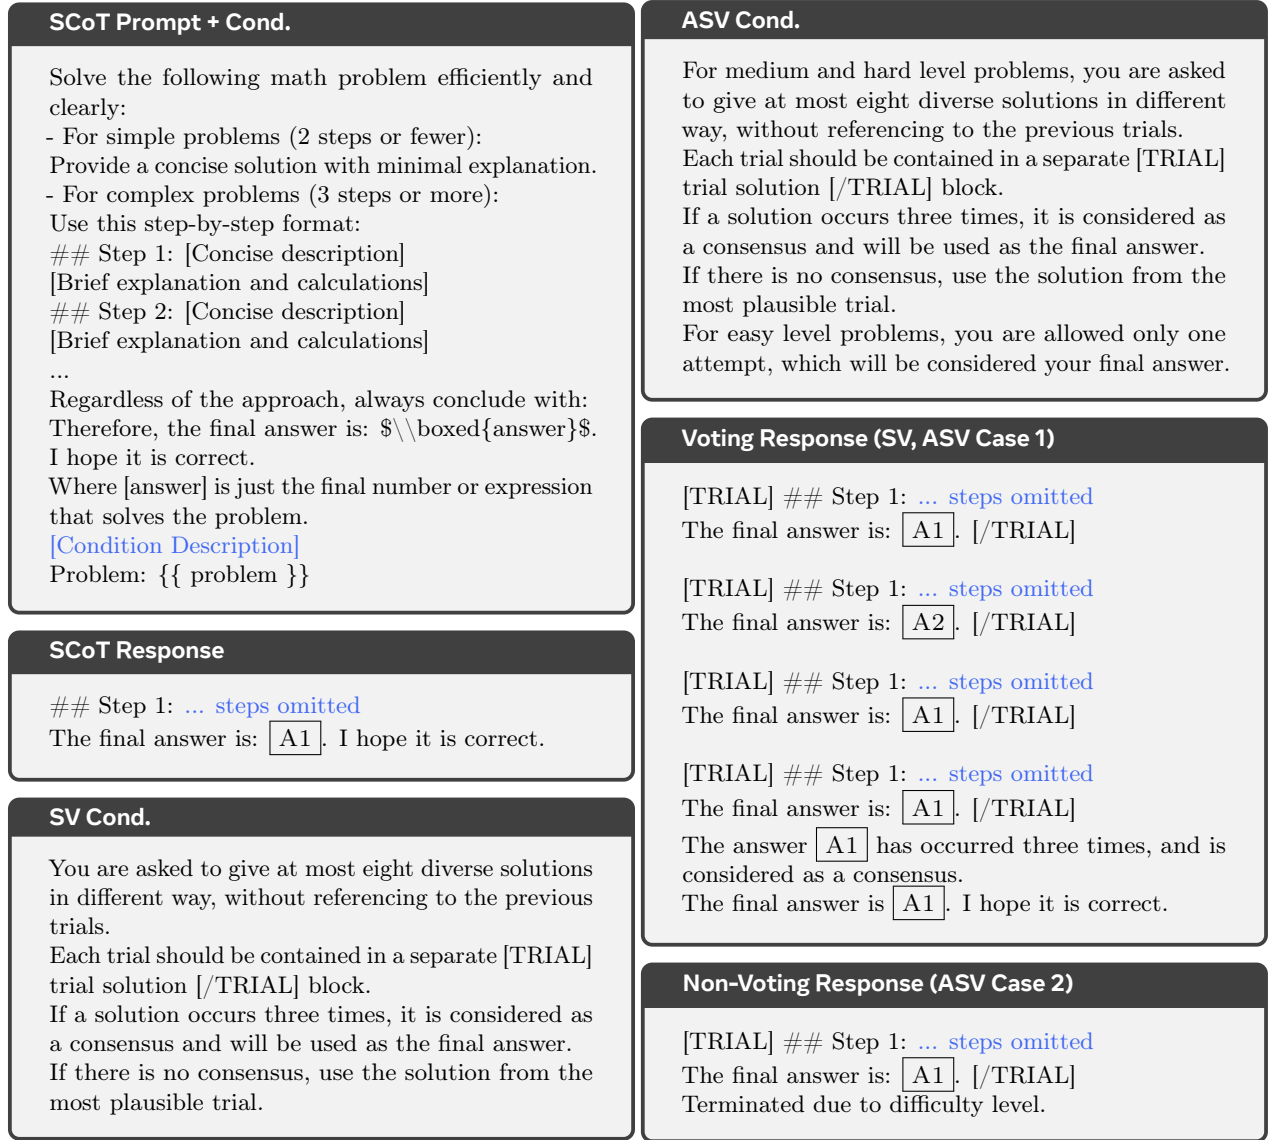 SCoT Prompt + Cond.
Solve the following math problem efficiently and
clearly:
- For simple problems (2 steps or fewer):
Provide a concise solution with minimal explanation.
- For complex problems (3 steps or more):
Use this step-by-step format:
## Step 1: [Concise description]
[Brief explanation and calculations]
## Step 2: [Concise description]
[Brief explanation and calculations]
...
Regardless of the approach, always conclude with:
Therefore, the final answer is: $\\boxed{answer}$.
I hope it is correct.
Where [answer] is just the final number or expression
that solves the problem.
[Condition Description]
Problem: {{ problem }}
SCoT Response
## Step 1: ... steps omitted
The final answer is: A1. I hope it is correct.
SV Cond.
You are asked to give at most eight diverse solutions
in different way, without referencing to the previous
trials.
Each trial should be contained in a separate [TRIAL]
trial solution [/TRIAL] block.
If a solution occurs three times, it is considered as
a consensus and will be used as the final answer.
If there is no consensus, use the solution from the
most plausible trial.
ASV Cond.
For medium and hard level problems, you are asked
to give at most eight diverse solutions in different
way, without referencing to the previous trials.
Each trial should be contained in a separate [TRIAL]
trial solution [/TRIAL] block.
If a solution occurs three times, it is considered as
a consensus and will be used as the final answer.
If there is no consensus, use the solution from the
most plausible trial.
For easy level problems, you are allowed only one
attempt, which will be considered your final answer.
Voting Response (SV, ASV Case 1)
[TRIAL] ## Step 1: ... steps omitted
The final answer is: A1. [/TRIAL]
[TRIAL] ## Step 1: ... steps omitted
The final answer is: A2. [/TRIAL]
[TRIAL] ## Step 1: ... steps omitted
The final answer is: A1. [/TRIAL]
[TRIAL] ## Step 1: ... steps omitted
The final answer is: A1. [/TRIAL]
The answer A1 has occurred three times, and is
considered as a consensus.
The final answer is A1. I hope it is correct.
Non-Voting Response (ASV Case 2)
[TRIAL] ## Step 1: ... steps omitted
The final answer is: A1. [/TRIAL]
Terminated due to difficulty level.